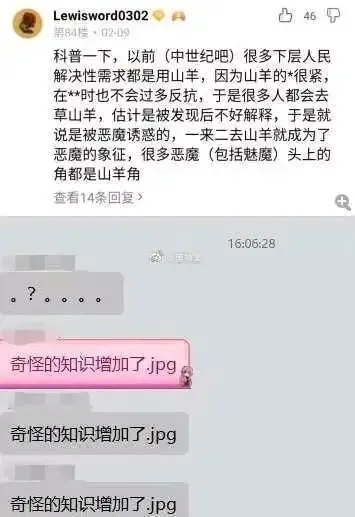 Lewisword0302
46
第84楼・02-09
科普一下，以前（中世纪吧）很多下层人民
解决性需求都是用山羊，因为山羊的*很紧，
在**时也不会过多反抗，于是很多人都会去
草山羊，估计是被发现后不好解释，于是就
说是被恶魔诱惑的，一来二去山羊就成为了
恶魔的象征，很多恶魔（包括魅魔）头上的
角都是山羊角
查看14条回复
16:06:28
。？。。。。
奇怪的知识增加了.jpg
奇怪的知识增加了.jpg
奇怪的知识增加了.jpg